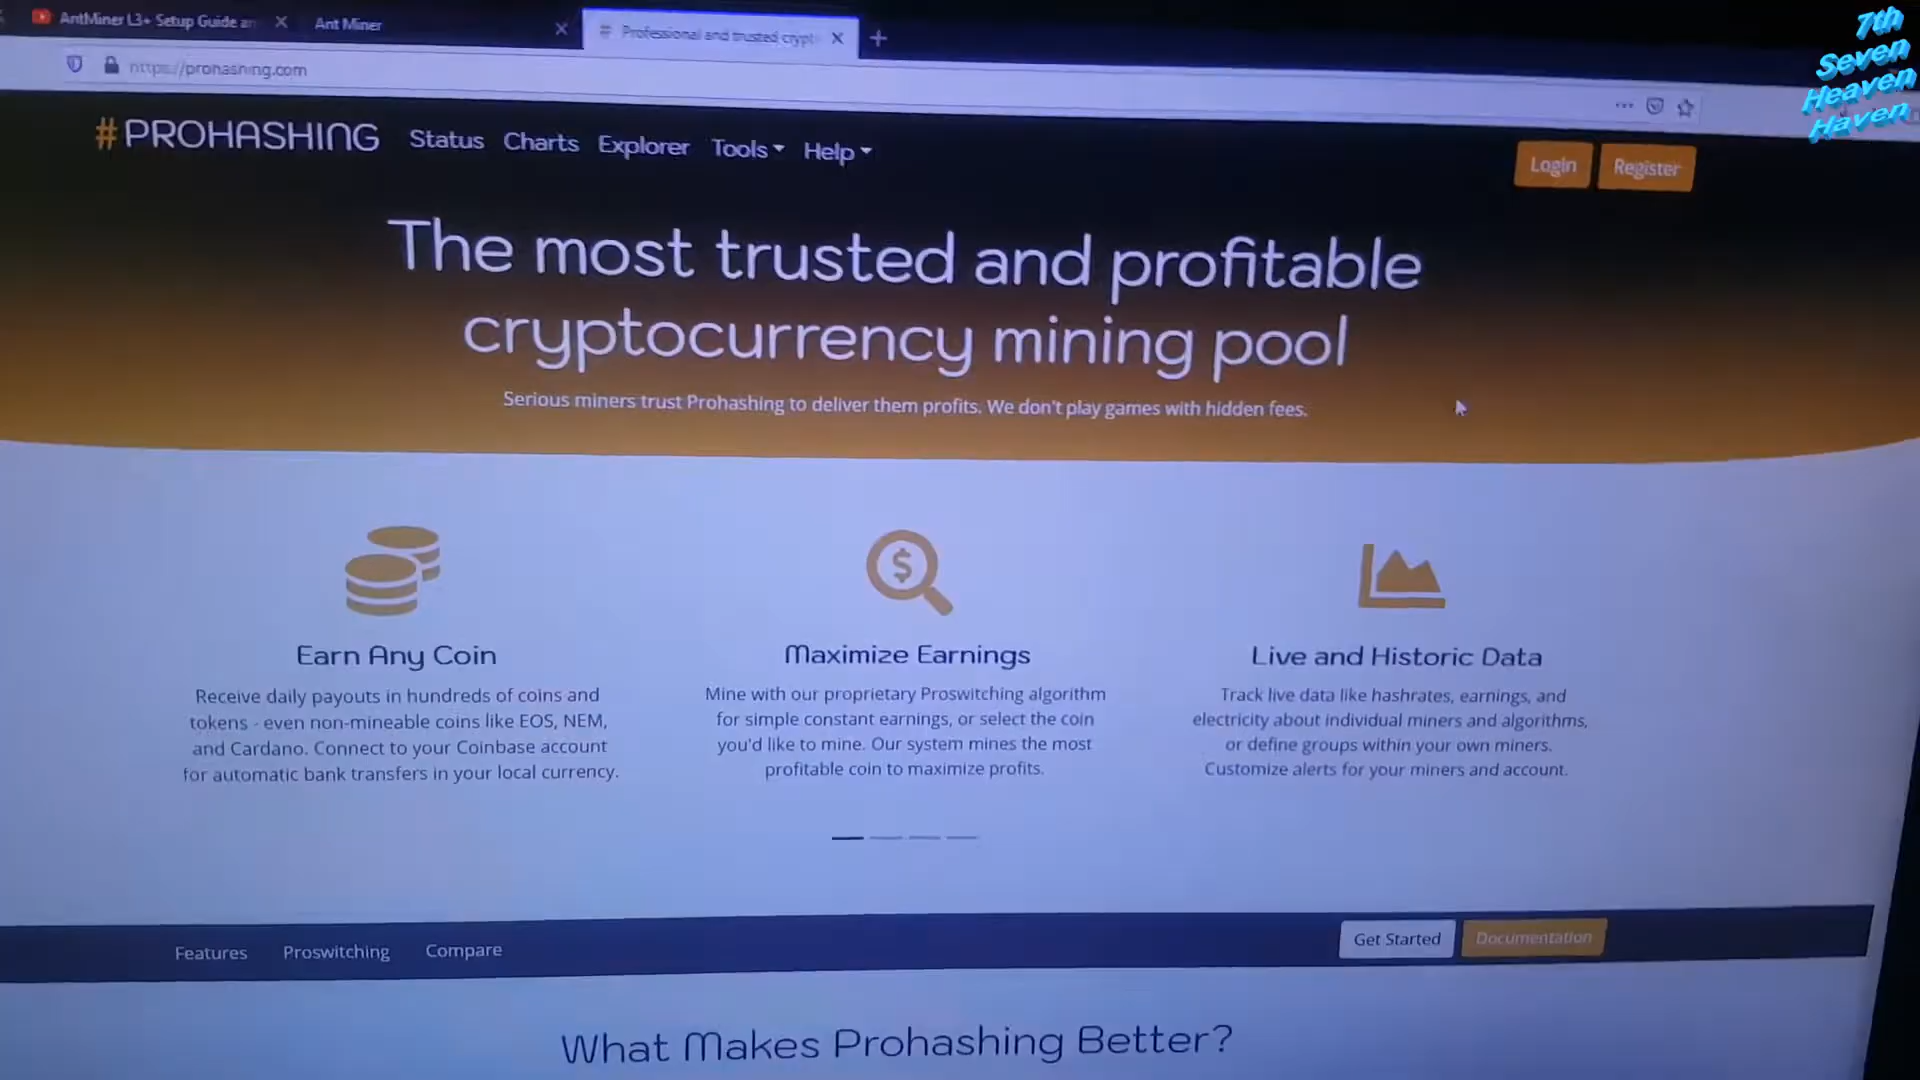 AntMiner L3+ Setup Guide an
Ant Miner
Professional and trusted crypt
https://prohashing.com
7th
Seven
Heaven
Haven
#PROHASHING
Status
Charts
Explorer
Tools
Help
Login
Register
The most trusted and profitable
cryptocurrency mining pool
Serious miners trust Prohashing to deliver them profits. We don't play games with hidden fees.
Earn Any Coin
Receive daily payouts in hundreds of coins and
tokens - even non-mineable coins like EOS, NEM,
and Cardano. Connect to your Coinbase account
for automatic bank transfers in your local currency.
Maximize Earnings
Mine with our proprietary Proswitching algorithm
for simple constant earnings, or select the coin
you'd like to mine. Our system mines the most
profitable coin to maximize profits.
Live and Historic Data
Track live data like hashrates, earnings, and
electricity about individual miners and algorithms,
or define groups within your own miners.
Customize alerts for your miners and account.
Features
Proswitching
Compare
Get Started
Documentation
What Makes Prohashing Better?